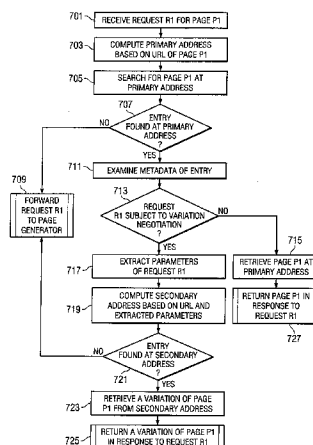 701
RECEIVE REQUEST R1 FOR PAGE P1
703
COMPUTE PRIMARY ADDRESS
BASED ON URL OF PAGE P1
705
SEARCH FOR PAGE P1 AT
PRIMARY ADDRESS
707
ENTRY
FOUND AT PRIMARY
ADDRESS
?
NO
YES
709
FORWARD
REQUEST R1
TO PAGE
GENERATOR
711
EXAMINE METADATA OF ENTRY
713
REQUEST
R1 SUBJECT TO VARIATION
NEGOTIATION
?
NO
YES
715
RETRIEVE PAGE P1 AT
PRIMARY ADDRESS
RETURN PAGE P1 IN
RESPONSE TO
REQUEST R1
727
717
EXTRACT PARAMETERS
OF REQUEST R1
719
COMPUTE SECONDARY
ADDRESS BASED ON URL AND
EXTRACTED PARAMETERS
ENTRY
FOUND AT SECONDARY
ADDRESS
?
NO
721
YES
723
RETRIEVE A VARIATION OF PAGE
P1 FROM SECONDARY ADDRESS
725
RETURN A VARIATION OF PAGE P1
IN RESPONSE TO REQUEST R1